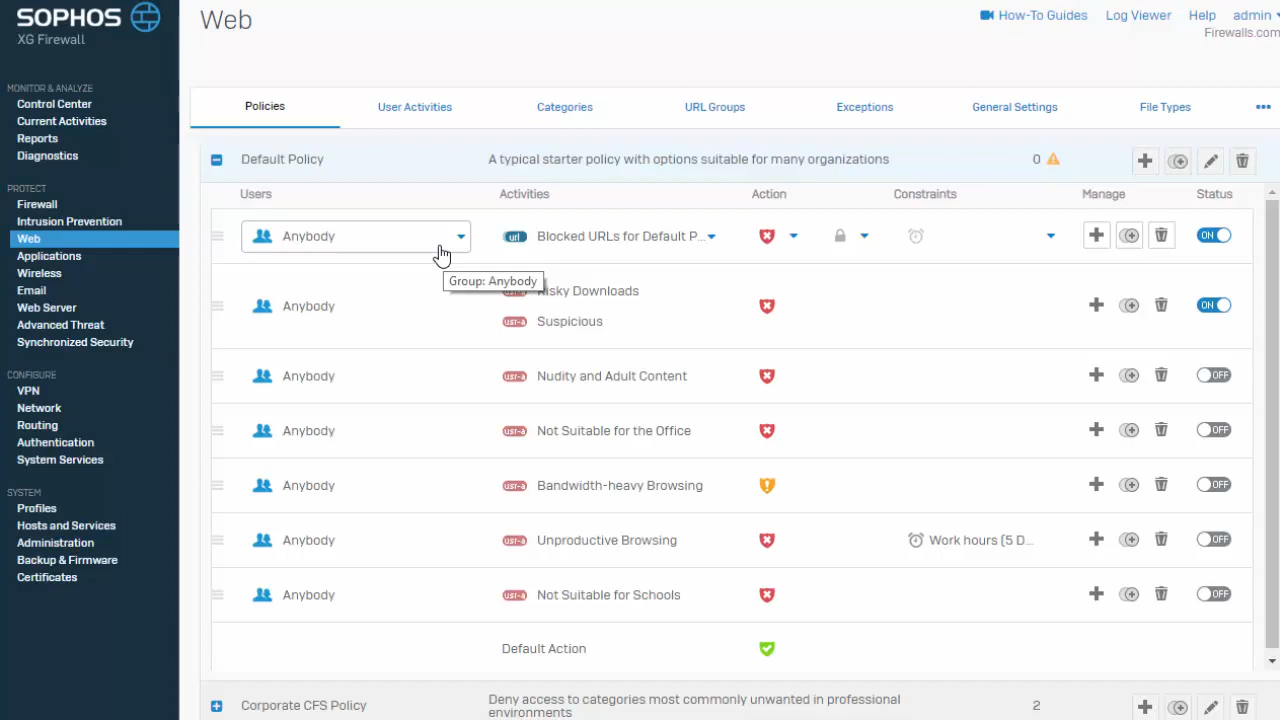 SOPHOS
XG Firewall
MONITOR & ANALYZE
Control Center
Current Activities
Reports
Diagnostics
PROTECT
Firewall
Intrusion Prevention
Web
Applications
Wireless
Email
Web Server
Advanced Threat
Synchronized Security
CONFIGURE
VPN
Network
Routing
Authentication
System Services
SYSTEM
Profiles
Hosts and Services
Administration
Backup & Firmware
Certificates
Web
How-To Guides Log Viewer Help admin
Firewalls.com
Policies User Activities Categories URL Groups Exceptions General Settings File Types
Default Policy A typical starter policy with options suitable for many organizations 0
Users Activities Action Constraints Manage Status
Anybody url Blocked URLs for Default P... ON
Group: Anybody
Risky Downloads
Anybody ON
usr-a Suspicious
Anybody usr-a Nudity and Adult Content OFF
Anybody usr-a Not Suitable for the Office OFF
Anybody usr-a Bandwidth-heavy Browsing OFF
Anybody usr-a Unproductive Browsing Work hours (5 D... OFF
Anybody usr-a Not Suitable for Schools OFF
Default Action
Corporate CFS Policy Deny access to categories most commonly unwanted in professional
environments 2